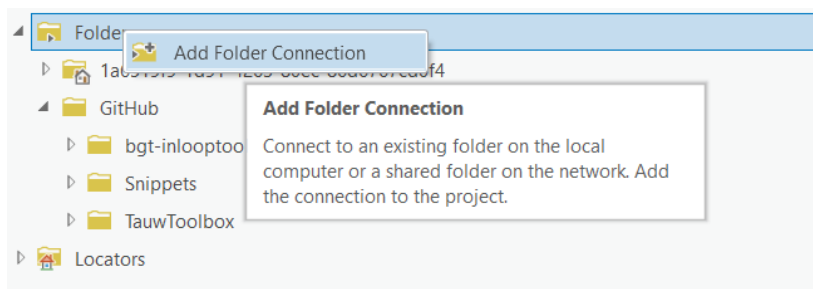 Folder
Add Folder Connection
GitHub
Add Folder Connection
bgt-inlooptoo
Connect to an existing folder on the local
computer or a shared folder on the network. Add
the connection to the project.
Snippets
TauwToolbox
Locators